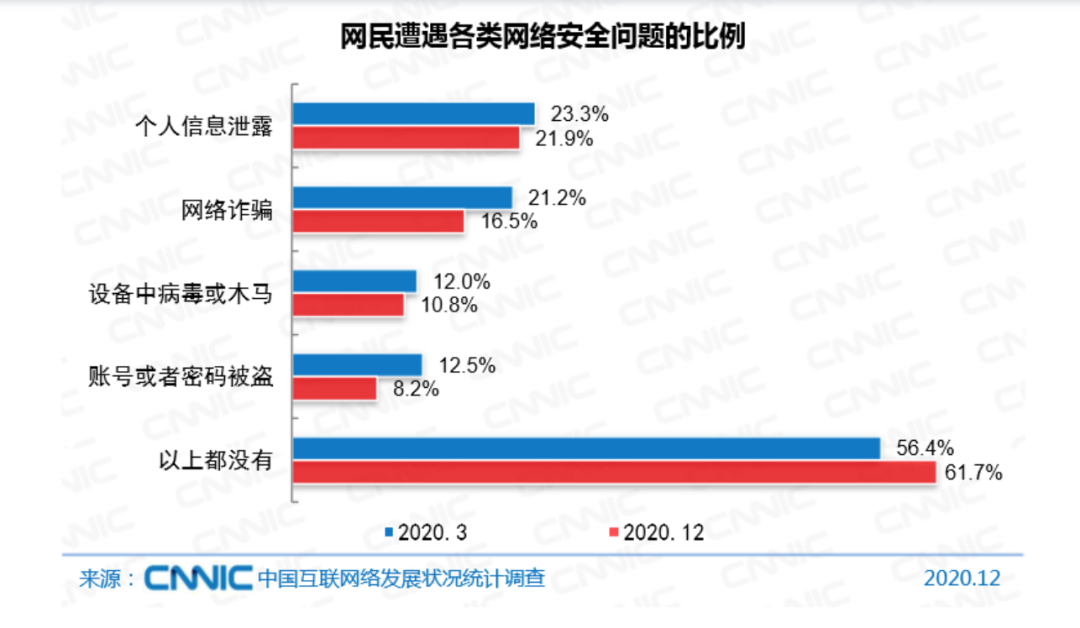 网民遭遇各类网络安全问题的比例
个人信息泄露
23.3%
21.9%
网络诈骗
21.2%
16.5%
设备中病毒或木马
12.0%
10.8%
账号或者密码被盗
12.5%
8.2%
以上都没有
56.4%
61.7%
2020. 3 2020. 12
来源：CNNIC 中国互联网络发展状况统计调查 2020.12